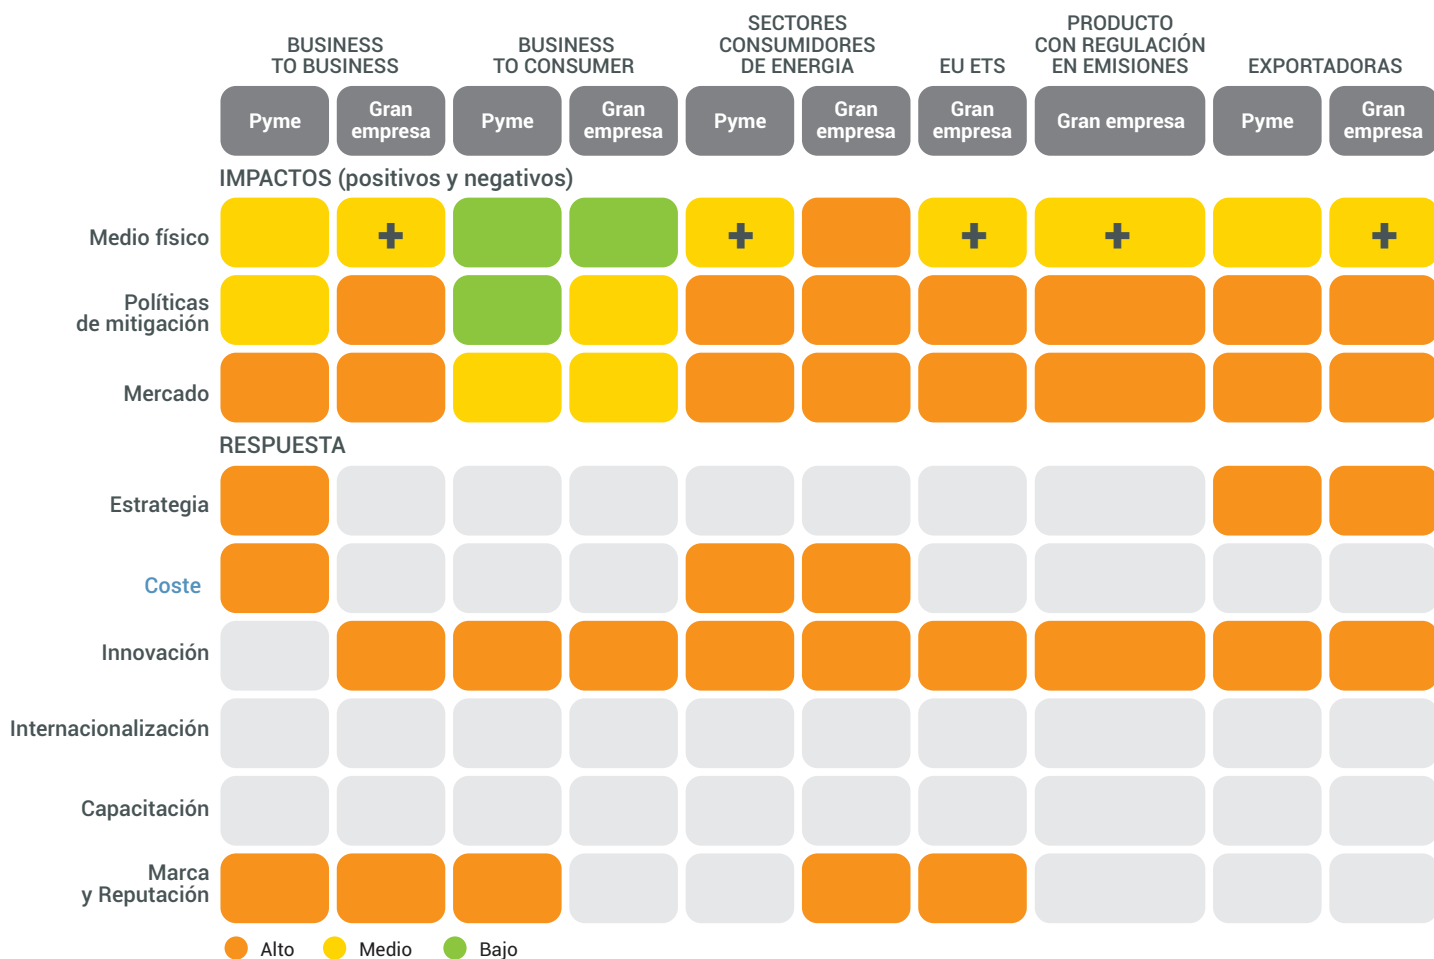 BUSINESS
TO BUSINESS
BUSINESS
TO CONSUMER
SECTORES
CONSUMIDORES
DE ENERGIA
EU ETS
PRODUCTO
CON REGULACIÓN
EN EMISIONES
EXPORTADORAS
Pyme
Gran
empresa
Pyme
Gran
empresa
Pyme
Gran
empresa
Gran
empresa
Gran empresa
Pyme
Gran
empresa
IMPACTOS (positivos y negativos)
Medio físico
+
+
+
+
+
Políticas
de mitigación
Mercado
RESPUESTA
Estrategia
Coste
Innovación
Internacionalización
Capacitación
Marca
y Reputación
Alto
Medio
Bajo